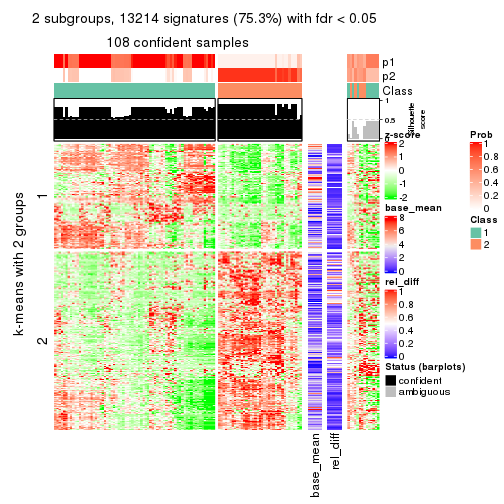 2 subgroups, 13214 signatures (75.3%) with fdr < 0.05
108 confident samples
p1
p2
Class
1
0.5
0
Silhouette
score
k-means with 2 groups
1
2
base_mean
rel_diff
z-score
2
1
0
-1
-2
base_mean
8
6
4
2
0
rel_diff
1
0.8
0.6
0.4
0.2
0
Status (barplots)
confident
ambiguous
Prob
1
0.8
0.6
0.4
0.2
0
Class
1
2